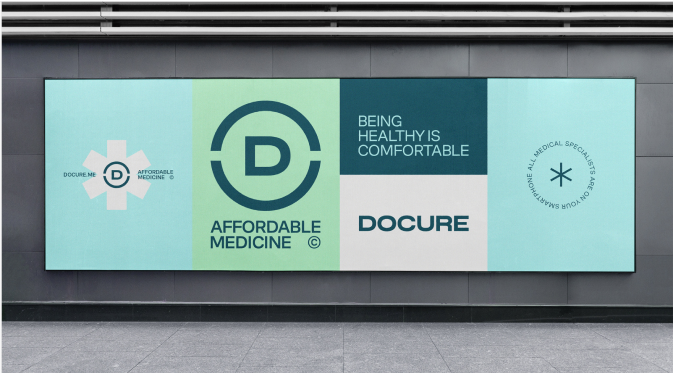 DOCURE.ME
D
AFFORDABLE
MEDICINE ©
D
AFFORDABLE
MEDICINE ©
BEING
HEALTHY IS
COMFORTABLE
DOCURE
ALL MEDICAL SPECIALISTS ARE ON YOUR SMARTPHONE